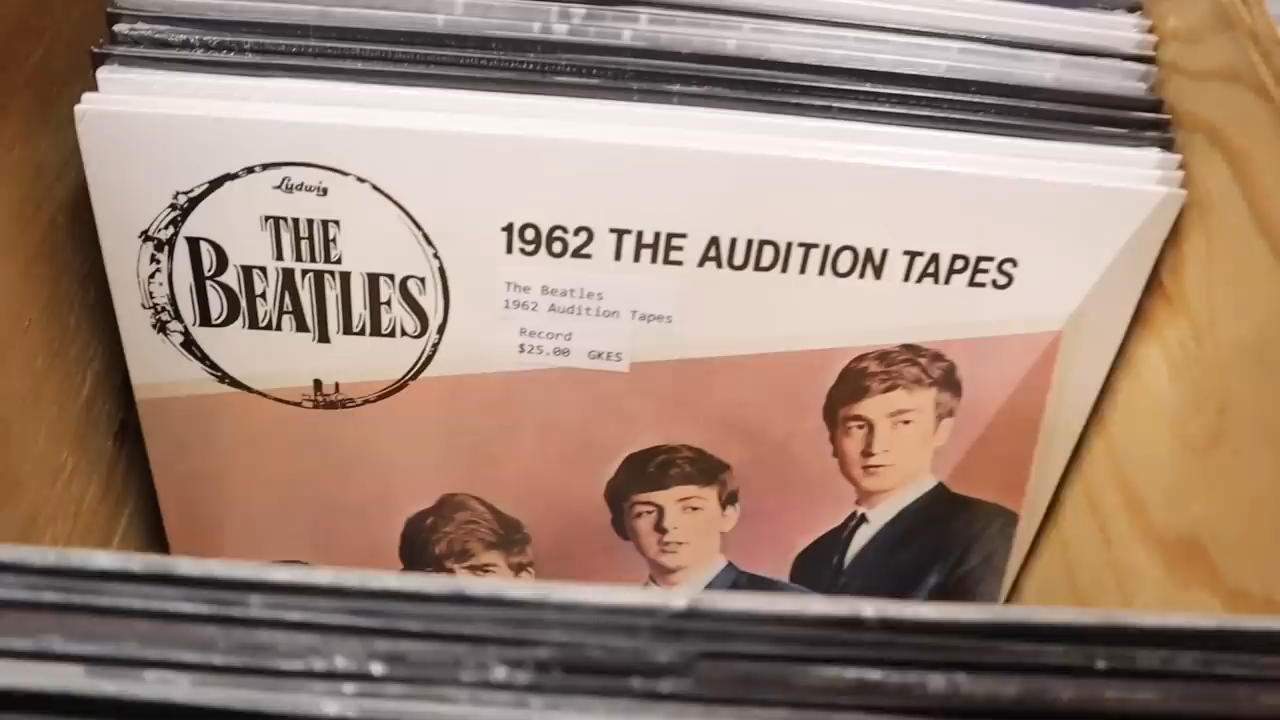 Ludwig
THE
BEATLES
1962 THE AUDITION TAPES
The Beatles
1962 Audition Tapes
Record
$25.00 GKES